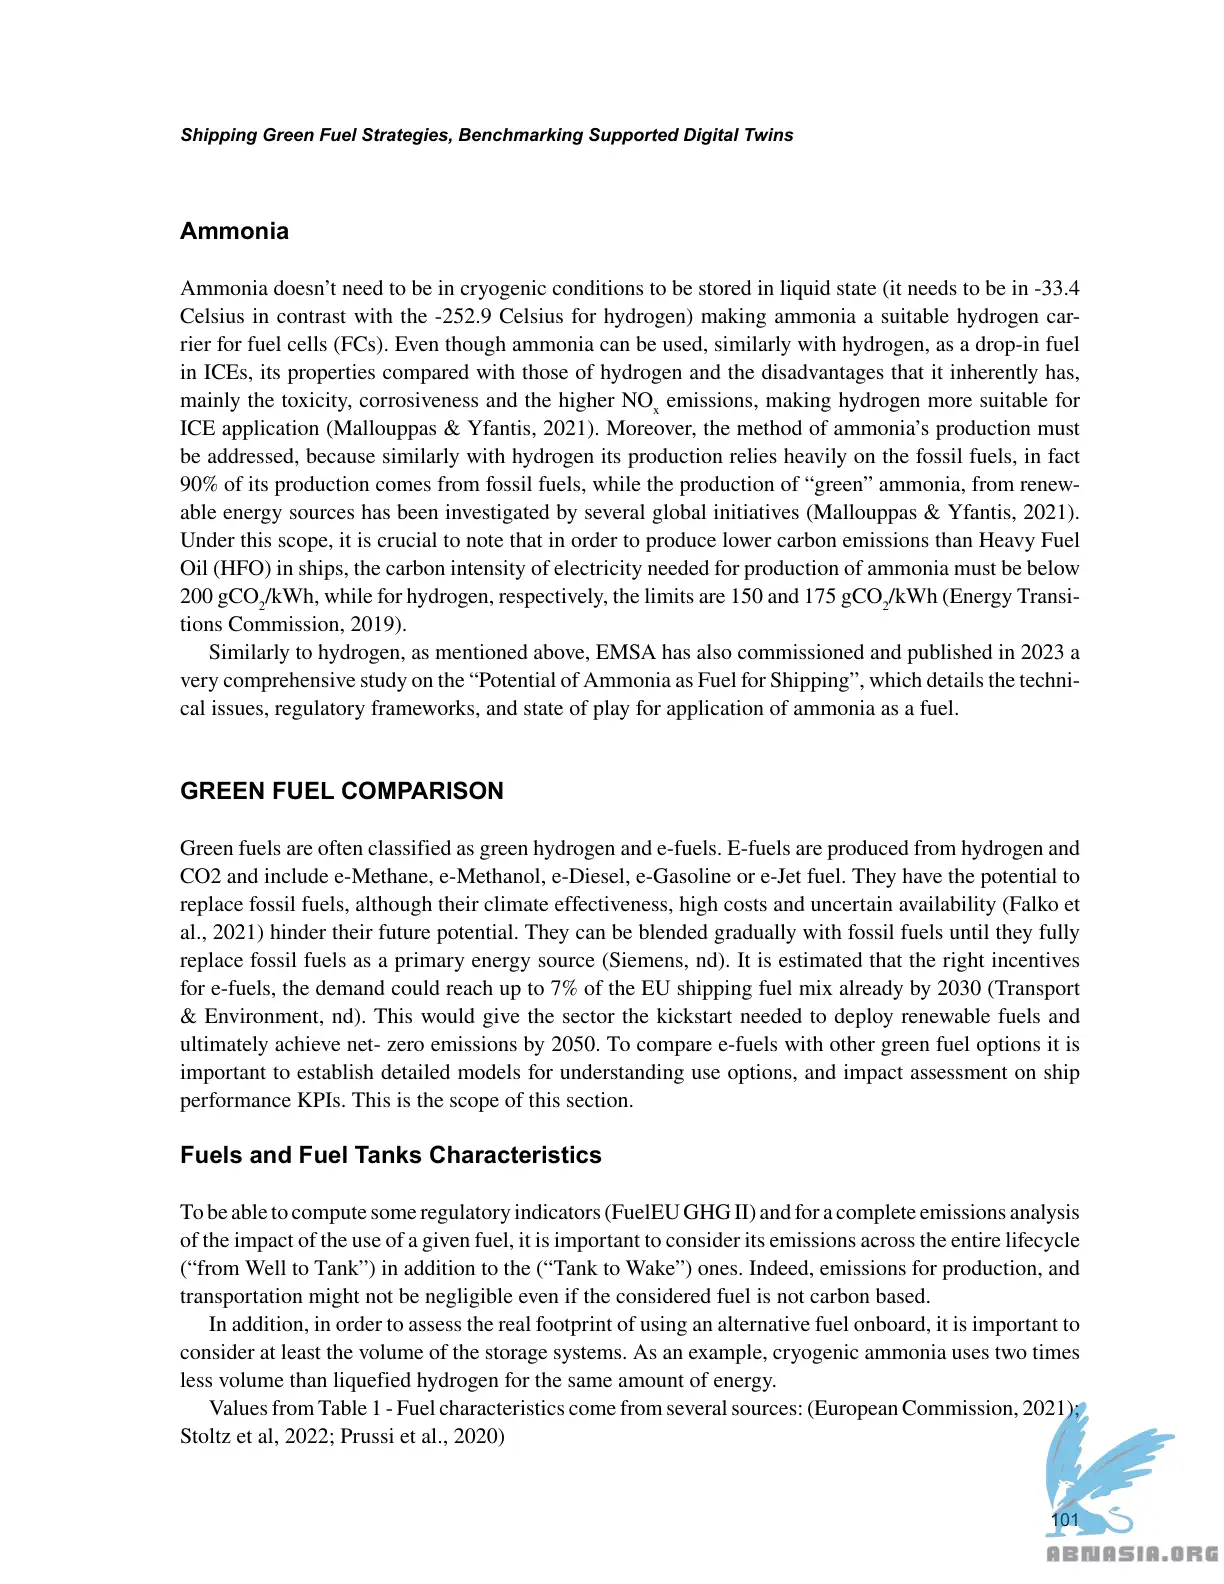 Shipping Green Fuel Strategies, Benchmarking Supported Digital Twins
Ammonia
Ammonia doesn’t need to be in cryogenic conditions to be stored in liquid state (it needs to be in -33.4
Celsius in contrast with the -252.9 Celsius for hydrogen) making ammonia a suitable hydrogen car-
rier for fuel cells (FCs). Even though ammonia can be used, similarly with hydrogen, as a drop-in fuel
in ICEs, its properties compared with those of hydrogen and the disadvantages that it inherently has,
mainly the toxicity, corrosiveness and the higher NOx emissions, making hydrogen more suitable for
ICE application (Mallouppas & Yfantis, 2021). Moreover, the method of ammonia’s production must
be addressed, because similarly with hydrogen its production relies heavily on the fossil fuels, in fact
90% of its production comes from fossil fuels, while the production of “green” ammonia, from renew-
able energy sources has been investigated by several global initiatives (Mallouppas & Yfantis, 2021).
Under this scope, it is crucial to note that in order to produce lower carbon emissions than Heavy Fuel
Oil (HFO) in ships, the carbon intensity of electricity needed for production of ammonia must be below
200 gCO2/kWh, while for hydrogen, respectively, the limits are 150 and 175 gCO2/kWh (Energy Transi-
tions Commission, 2019).
Similarly to hydrogen, as mentioned above, EMSA has also commissioned and published in 2023 a
very comprehensive study on the “Potential of Ammonia as Fuel for Shipping”, which details the techni-
cal issues, regulatory frameworks, and state of play for application of ammonia as a fuel.
GREEN FUEL COMPARISON
Green fuels are often classified as green hydrogen and e-fuels. E-fuels are produced from hydrogen and
CO2 and include e-Methane, e-Methanol, e-Diesel, e-Gasoline or e-Jet fuel. They have the potential to
replace fossil fuels, although their climate effectiveness, high costs and uncertain availability (Falko et
al., 2021) hinder their future potential. They can be blended gradually with fossil fuels until they fully
replace fossil fuels as a primary energy source (Siemens, nd). It is estimated that the right incentives
for e-fuels, the demand could reach up to 7% of the EU shipping fuel mix already by 2030 (Transport
& Environment, nd). This would give the sector the kickstart needed to deploy renewable fuels and
ultimately achieve net- zero emissions by 2050. To compare e-fuels with other green fuel options it is
important to establish detailed models for understanding use options, and impact assessment on ship
performance KPIs. This is the scope of this section.
Fuels and Fuel Tanks Characteristics
To be able to compute some regulatory indicators (FuelEU GHG II) and for a complete emissions analysis
of the impact of the use of a given fuel, it is important to consider its emissions across the entire lifecycle
(“from Well to Tank”) in addition to the (“Tank to Wake”) ones. Indeed, emissions for production, and
transportation might not be negligible even if the considered fuel is not carbon based.
In addition, in order to assess the real footprint of using an alternative fuel onboard, it is important to
consider at least the volume of the storage systems. As an example, cryogenic ammonia uses two times
less volume than liquefied hydrogen for the same amount of energy.
Values from Table 1 - Fuel characteristics come from several sources: (European Commission, 2021);
Stoltz et al, 2022; Prussi et al., 2020)
101
ABNASIA.ORG